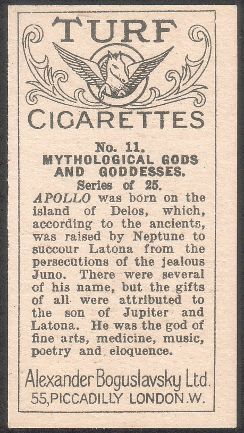 TURF
CIGARETTES
No. 11.
MYTHOLOGICAL GODS
AND GODDESSES.
Series of 25.
APOLLO was born on the
island of Delos, which,
according to the ancients,
was raised by Neptune to
succour Latona from the
persecutions of the jealous
Juno. There were several
of his name, but the gifts
of all were attributed to
the son of Jupiter and
Latona. He was the god of
fine arts, medicine, music,
poetry and eloquence.
Alexander Boguslavsky Ltd.
55, PICCADILLY LONDON. W.